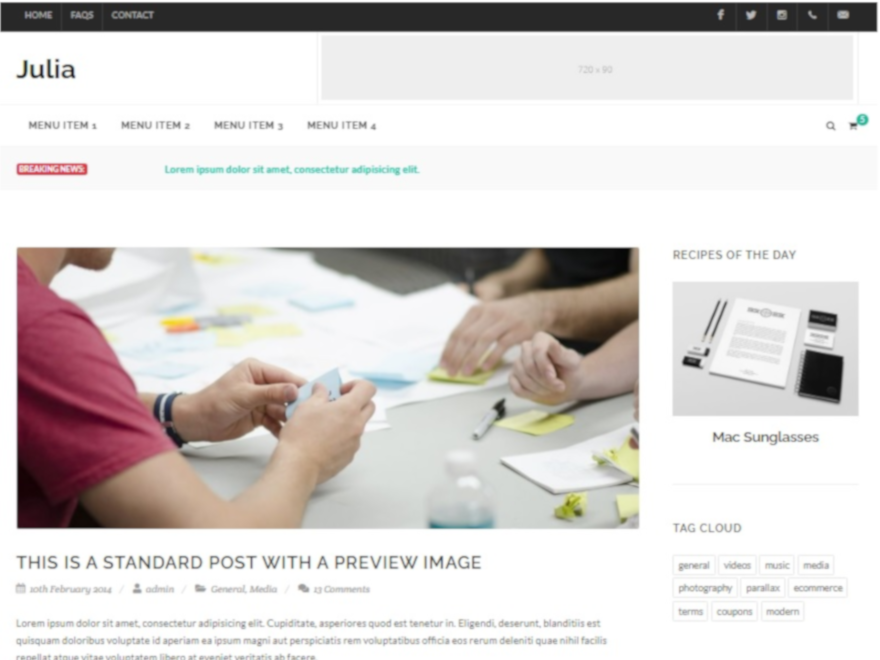 HOME FAQS CONTACT
Julia
720 x 90
MENU ITEM 1 MENU ITEM 2 MENU ITEM 3 MENU ITEM 4
5
BREAKING NEWS: Lorem ipsum dolor sit amet, consectetur adipisicing elit.
RECIPES OF THE DAY
Mac Sunglasses
TAG CLOUD
general videos music media
photography parallax ecommerce
terms coupons modern
THIS IS A STANDARD POST WITH A PREVIEW IMAGE
10th February 2014 / admin / General, Media / 13 Comments
Lorem ipsum dolor sit amet, consectetur adipisicing elit. Cupiditate, asperiores quod est tenetur in. Eligendi, deserunt, blanditiis est
quisquam doloribus voluptate id aperiam ea ipsum magni aut perspiciatis rem voluptatibus officia eos rerum deleniti quae nihil facilis
repellat atque vitae voluptatem libero at eveniet veritatis ab facere.